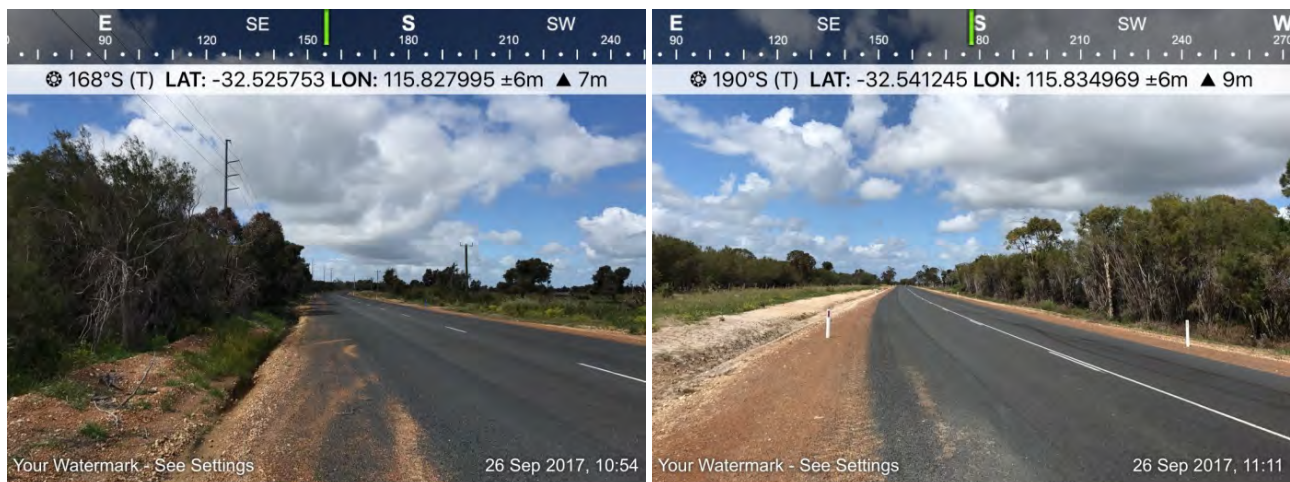 E SE S SW
90 120 150 180 210 240
168°S (T) LAT: -32.525753 LON: 115.827995 ±6m ▲ 7m
Your Watermark - See Settings 26 Sep 2017, 10:54
E SE S SW W
90 120 150 180 210 240 270
190°S (T) LAT: -32.541245 LON: 115.834969 ±6m ▲ 9m
Your Watermark - See Settings 26 Sep 2017, 11:11